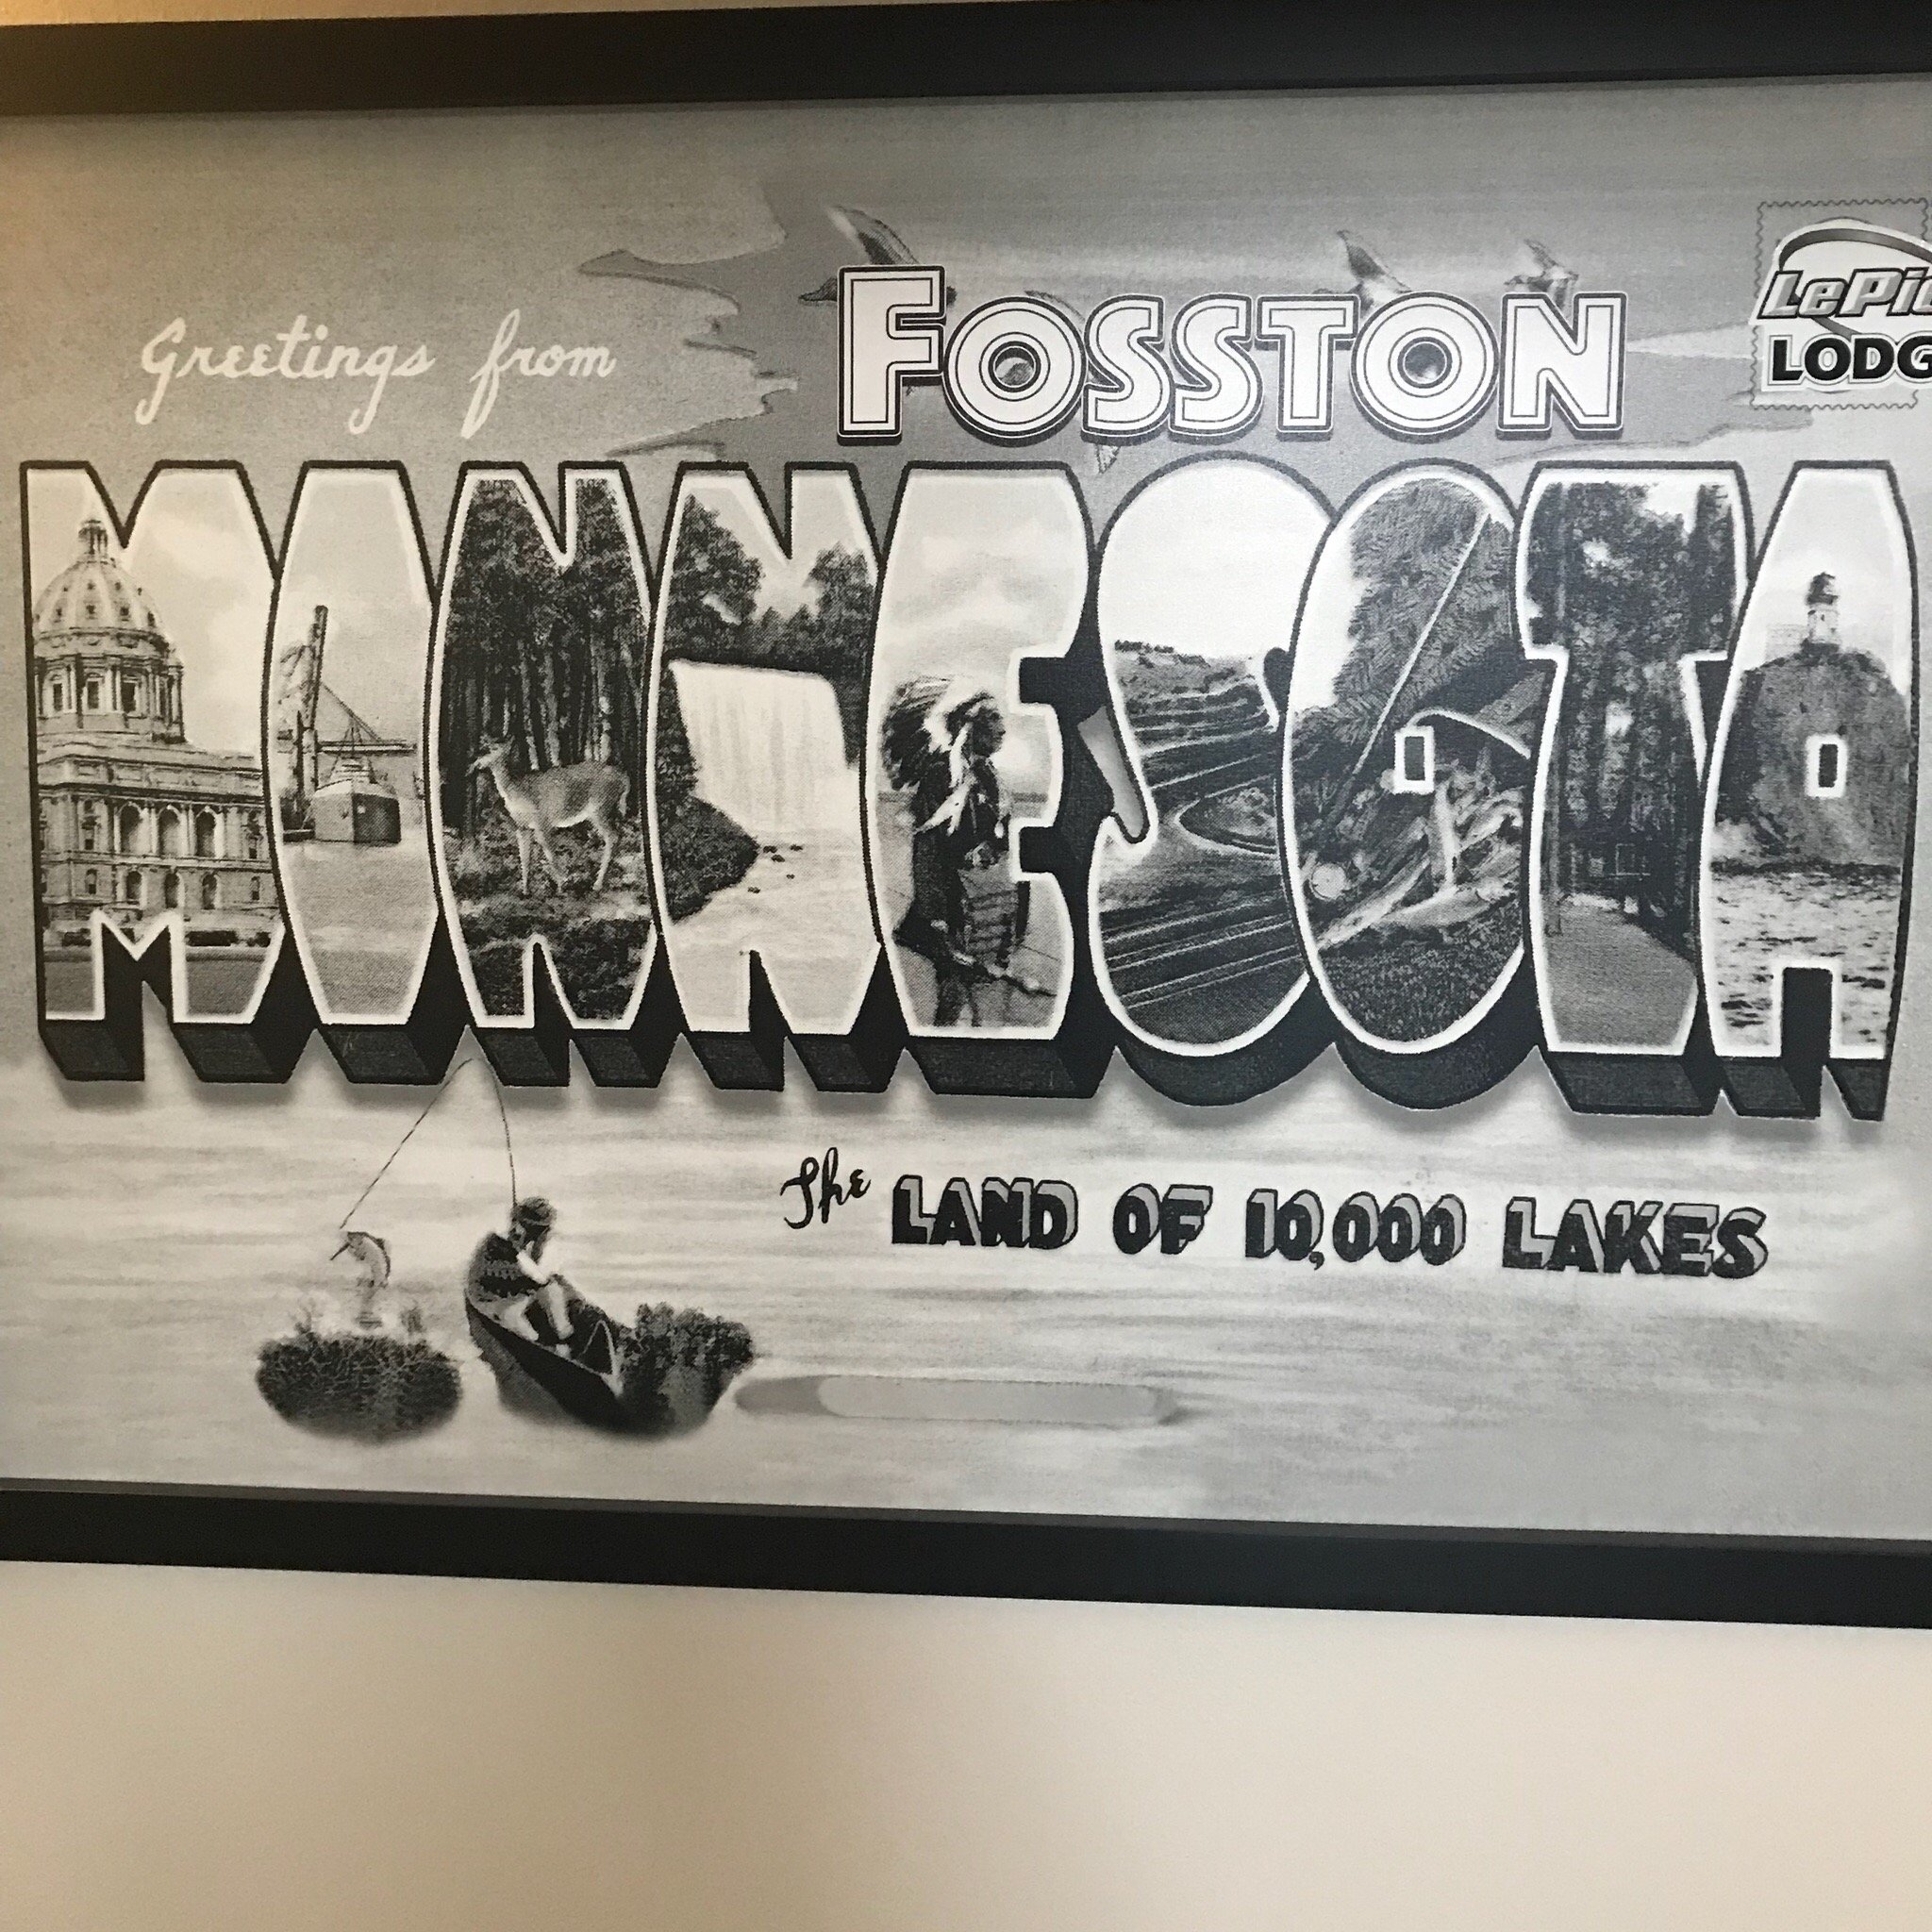 Greetings from
FOSSTON
LODG
MINNESOTA
The LAND OF 10,000 LAKES